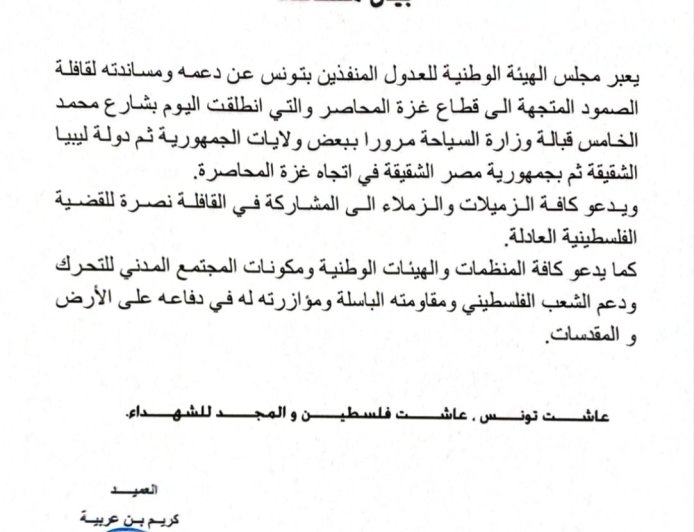 يعبر مجلس الهيئة الوطنية للعدول المنفذين بتونس عن دعمه ومساندته لقافلة
الصمود المتجهة الى قطاع غزة المحاصر والتي انطلقت اليوم بشارع محمد
الخامس قبالة وزارة السياحة مرورا ببعض ولايات الجمهورية ثم دولة ليبيا
الشقيقة ثم بجمهورية مصر الشقيقة في اتجاه غزة المحاصرة.
ويدعو كافة الزميلات والزملاء الى المشاركة في القافلة نصرة للقضية
الفلسطينية العادلة.
كما يدعو كافة المنظمات والهيئات الوطنية ومكونات المجتمع المدني للتحرك
ودعم الشعب الفلسطيني ومقاومته الباسلة ومؤازرته له في دفاعه على الأرض
و المقدسات.
عاشت تونس , عاشت فلسطين و المجد للشهداء.
العميد
كريم بن عربية